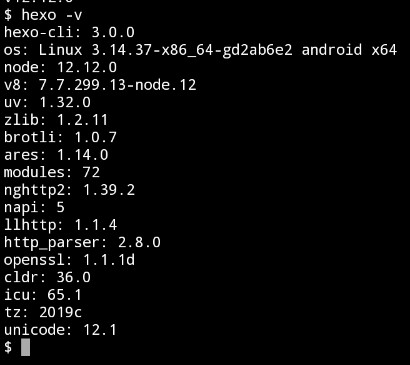 $ hexo -v
hexo-cli: 3.0.0
os: Linux 3.14.37-x86_64-gd2ab6e2 android x64
node: 12.12.0
v8: 7.7.299.13-node.12
uv: 1.32.0
zlib: 1.2.11
brotli: 1.0.7
ares: 1.14.0
modules: 72
nghttp2: 1.39.2
napi: 5
llhttp: 1.1.4
http_parser: 2.8.0
openssl: 1.1.1d
cldr: 36.0
icu: 65.1
tz: 2019c
unicode: 12.1
$